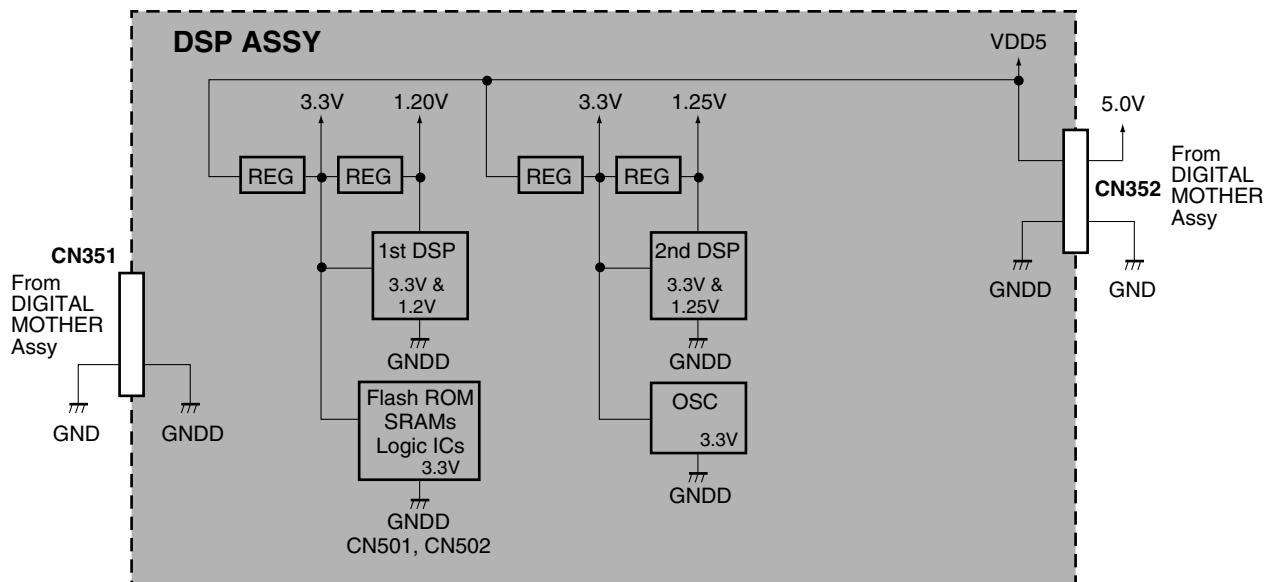 DSP ASSY
VDD5
3.3V
1.20V
3.3V
1.25V
5.0V
REG
REG
REG
REG
From
DIGITAL
MOTHER
Assy
CN352
1st DSP
3.3V &
1.2V
GNDD
2nd DSP
3.3V &
1.25V
GNDD
GNDD
GND
CN351
From
DIGITAL
MOTHER
Assy
GND
GNDD
Flash ROM
SRAMs
Logic ICs
3.3V
GNDD
CN501, CN502
OSC
3.3V
GNDD